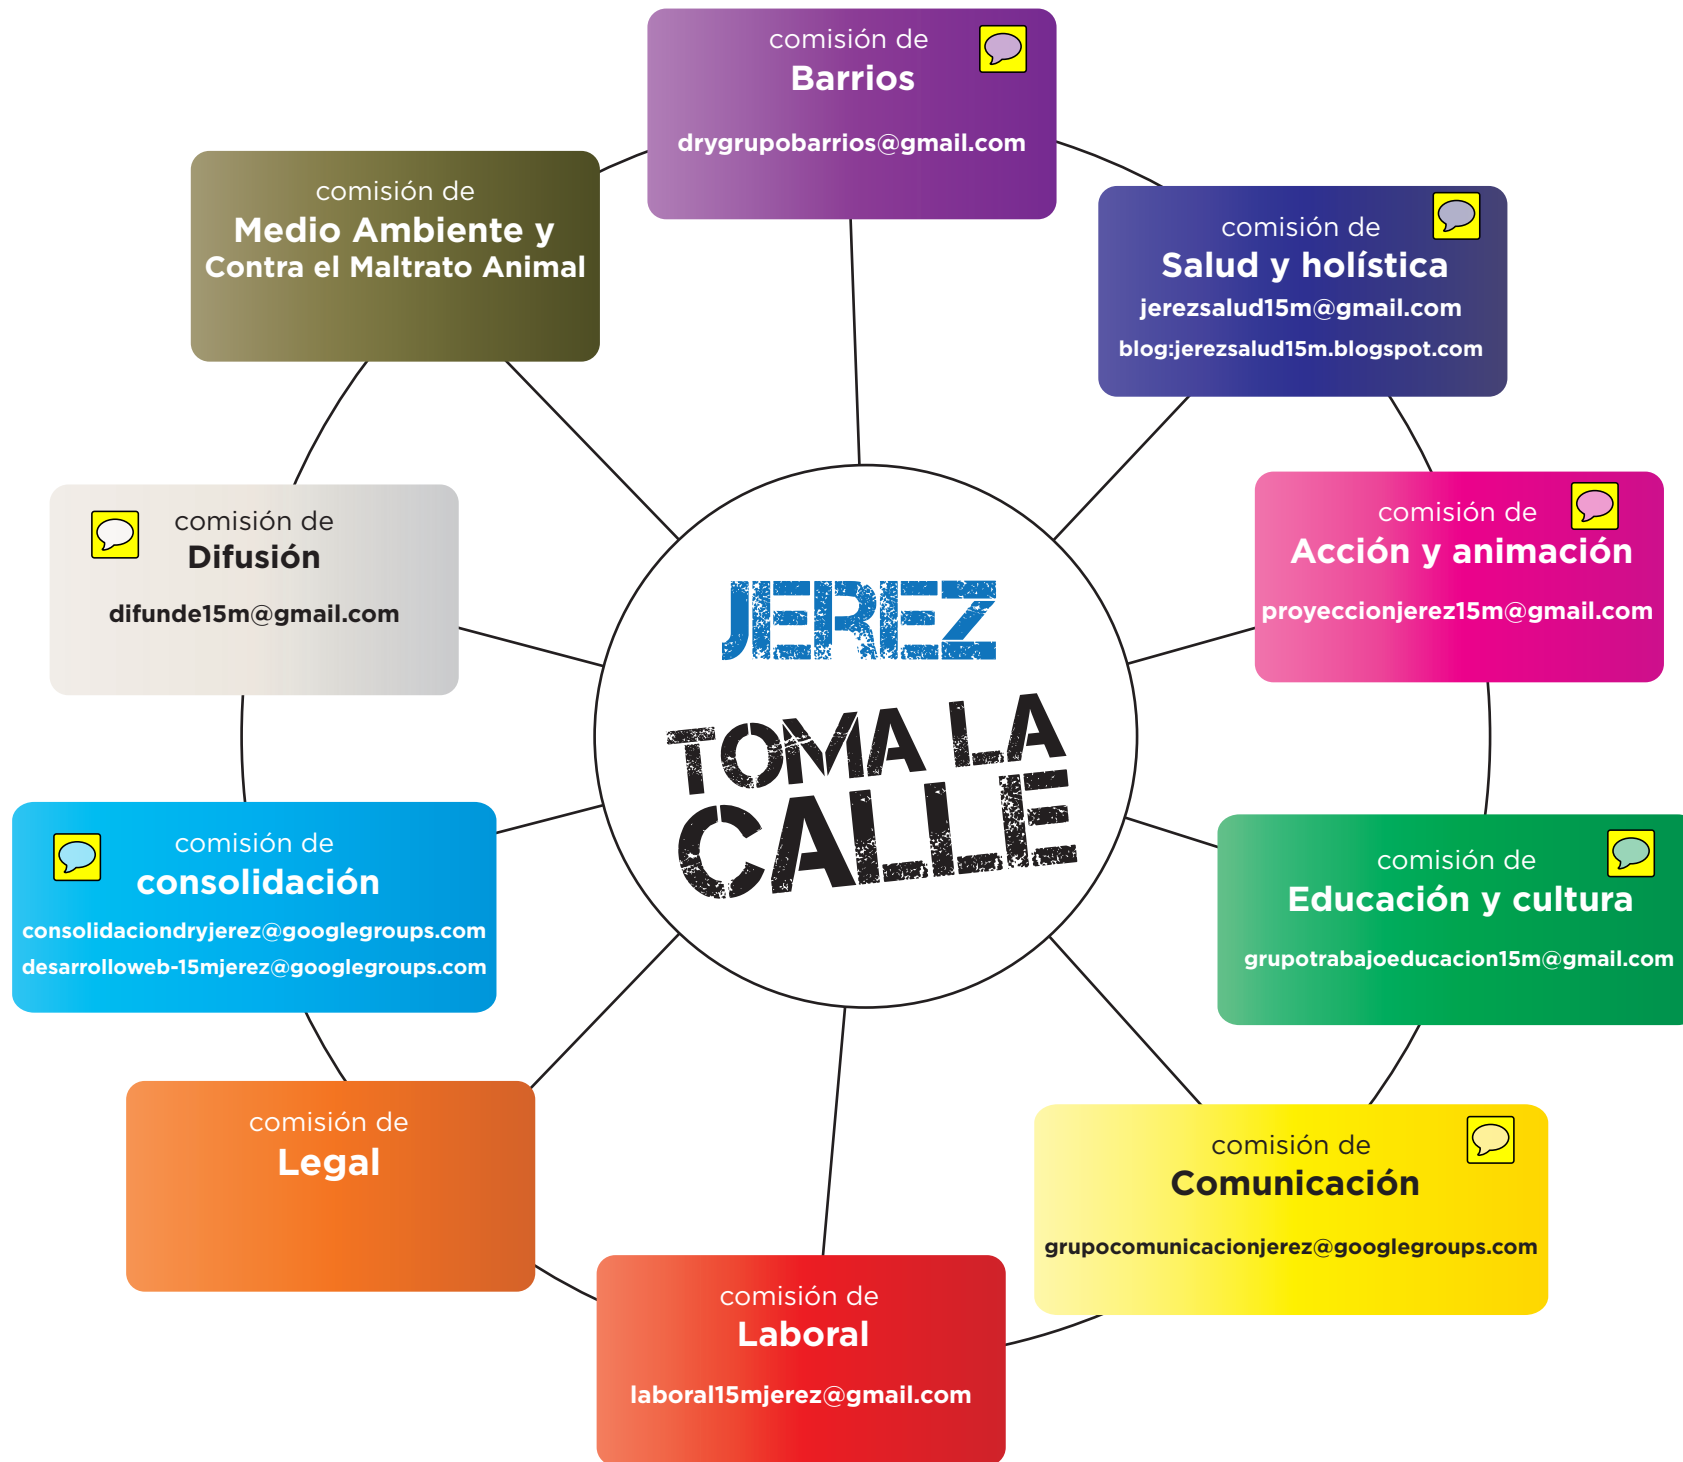 comisión de
Barrios
drygrupobarrios@gmail.com
comisión de
Medio Ambiente y
Contra el Maltrato Animal
comisión de
Salud y holística
jerezsalud15m@gmail.com
blog:jerezsalud15m.blogspot.com
comisión de
Difusión
difunde15m@gmail.com
comisión de
Acción y animación
proyeccionjerez15m@gmail.com
JEREZ
TOMA LA
CALLE
comisión de
consolidación
consolidaciondryjerez@googlegroups.com
desarrolloweb-15mjerez@googlegroups.com
comisión de
Educación y cultura
grupotrabajoeducacion15m@gmail.com
comisión de
Legal
comisión de
Comunicación
grupocomunicacionjerez@googlegroups.com
comisión de
Laboral
laboral15mjerez@gmail.com